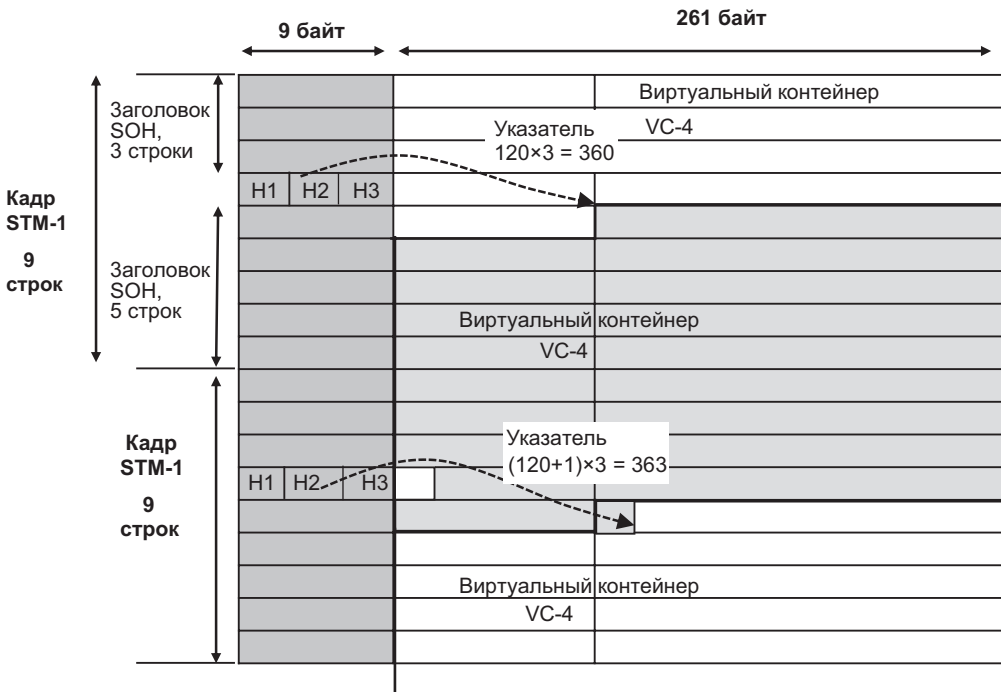 9 байт
261 байт
Заголовок
SOH,
3 строки
Виртуальный контейнер
VC-4
Указатель
120×3 = 360
H1 H2 H3
Кадр
STM-1
9
строк
Заголовок
SOH,
5 строк
Виртуальный контейнер
VC-4
Кадр
STM-1
9
строк
Указатель
(120+1)×3 = 363
H1 H2 H3
Виртуальный контейнер
VC-4